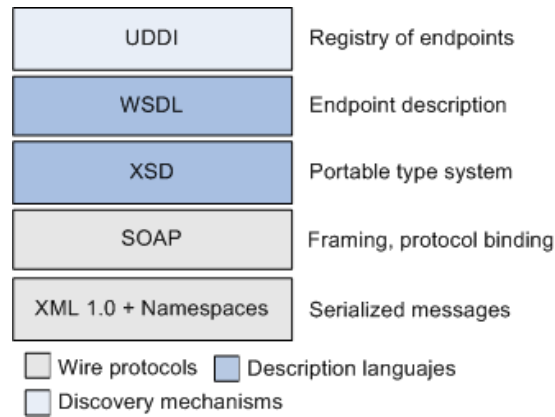 UDDI Registry of endpoints
WSDL Endpoint description
XSD Portable type system
SOAP Framing, protocol binding
XML 1.0 + Namespaces Serialized messages
Wire protocols Description languajes
Discovery mechanisms